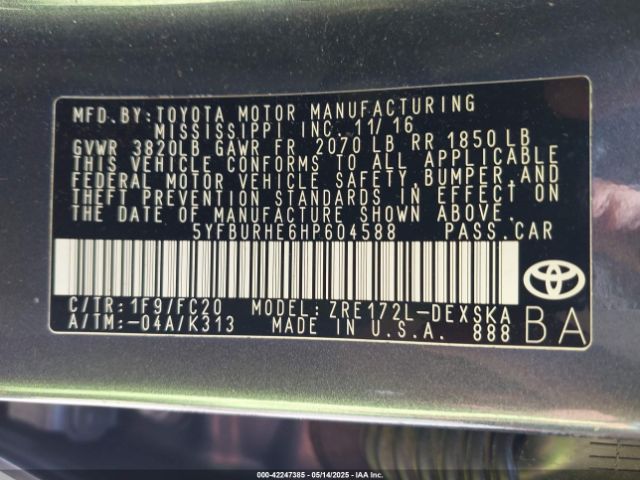 MFD.BY:TOYOTA MOTOR MANUFACTURING
MISSISSIPPI INC.11/16
GVWR 3820LB GAWR FR 2070LB RR 1850LB
THIS VEHICLE CONFORMS TO ALL APPLICABLE
FEDERAL MOTOR VEHICLE SAFETY,BUMPER,AND
THEFT PREVENTION STANDARDS IN EFFECT ON
THE DATE OF MANUFACTURE SHOWN ABOVE.
5YFBURHE6HP604588 PASS.CAR
C/TR:1F9/FC20 MODEL:ZRE172L-DEXSKA
A/TM:-04A/K313 MADE IN U.S.A. 888
BA
000-42247385 | 05/14/2025 | IAA, Inc.